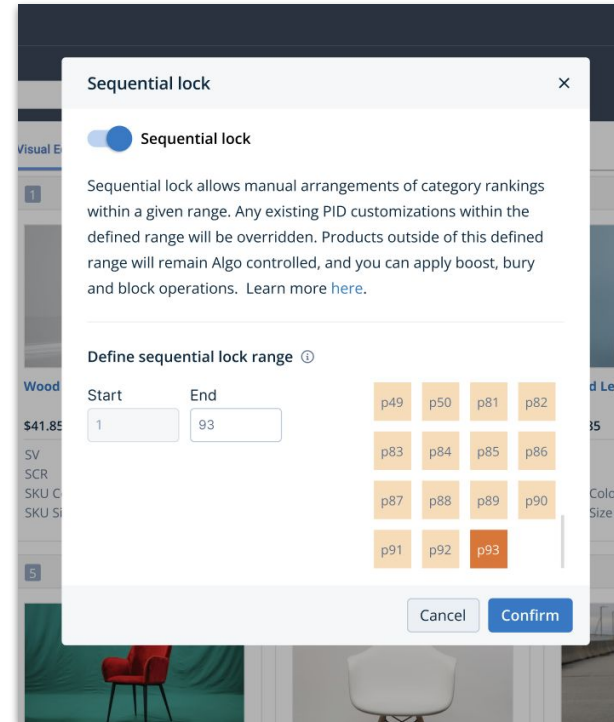 Sequential lock
×
Sequential lock
Visual E
1
Sequential lock allows manual arrangements of category rankings
within a given range. Any existing PID customizations within the
defined range will be overridden. Products outside of this defined
range will remain Algo controlled, and you can apply boost, bury
and block operations.  Learn more here.
Define sequential lock range
Start End
1 93
p49 p50 p81 p82
p83 p84 p85 p86
p87 p88 p89 p90
p91 p92 p93
Wood
d Le
$41.85
35
SV
SCR
SKU C
Colo
SKU Si
Size
5
Cancel Confirm